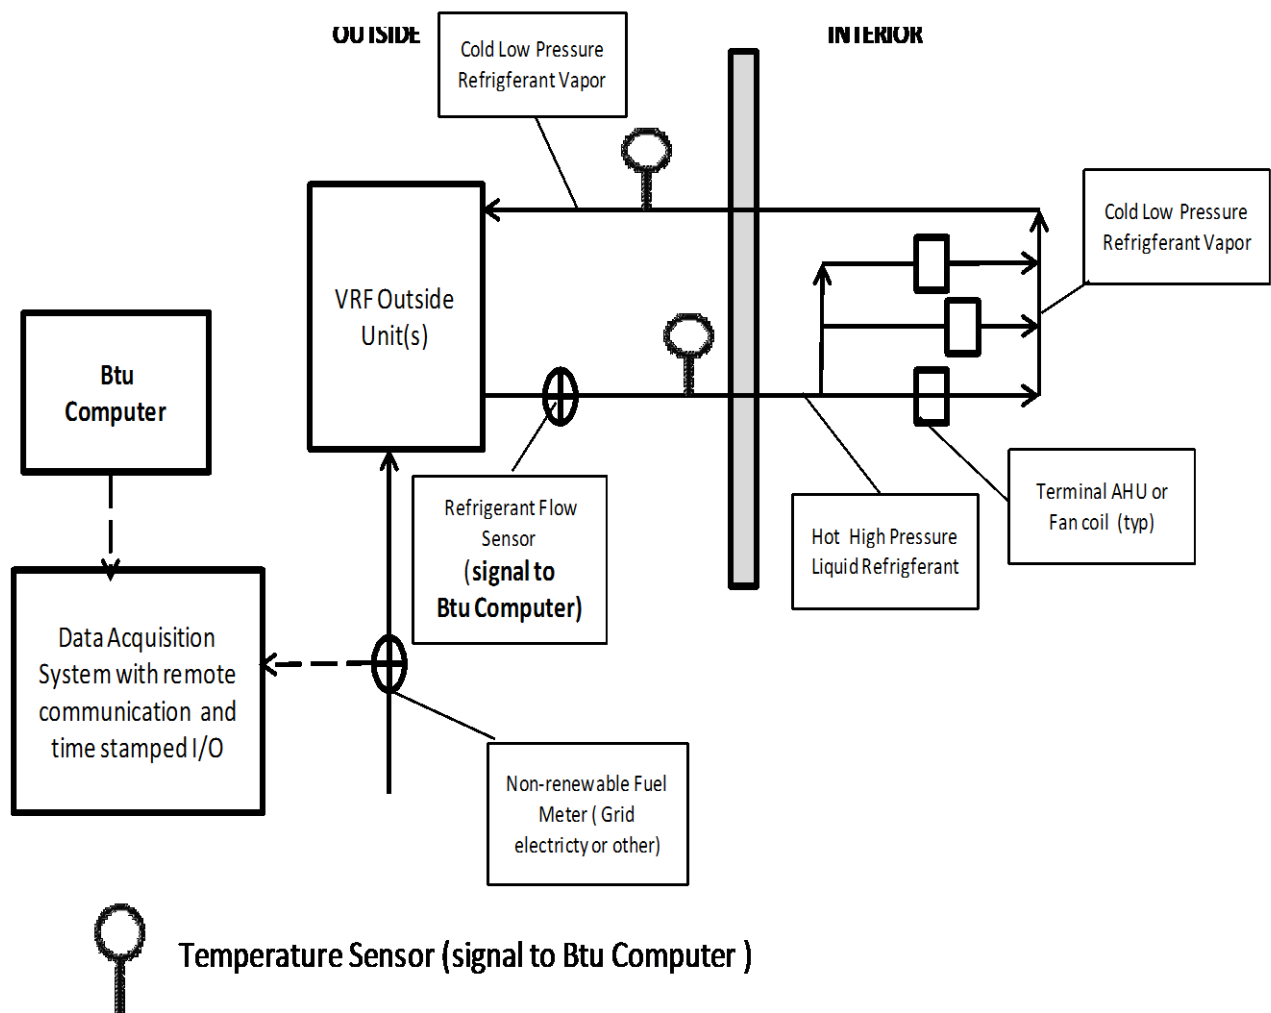 OUTSIDE
INTERIOR
Cold Low Pressure
Refrigferant Vapor
Cold Low Pressure
Refrigferant Vapor
VRF Outside
Unit(s)
Btu
Computer
Refrigerant Flow
Sensor
(signal to
Btu Computer)
Hot High Pressure
Liquid Refrigferant
Terminal AHU or
Fan coil (typ)
Data Acquisition
System with remote
communication and
time stamped I/O
Non-renewable Fuel
Meter ( Grid
electricty or other)
Temperature Sensor (signal to Btu Computer )